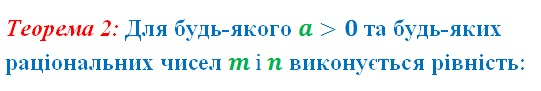 Теорема 2: Для будь-якого a > 0 та будь-яких
раціональних чисел m і n виконується рівність: